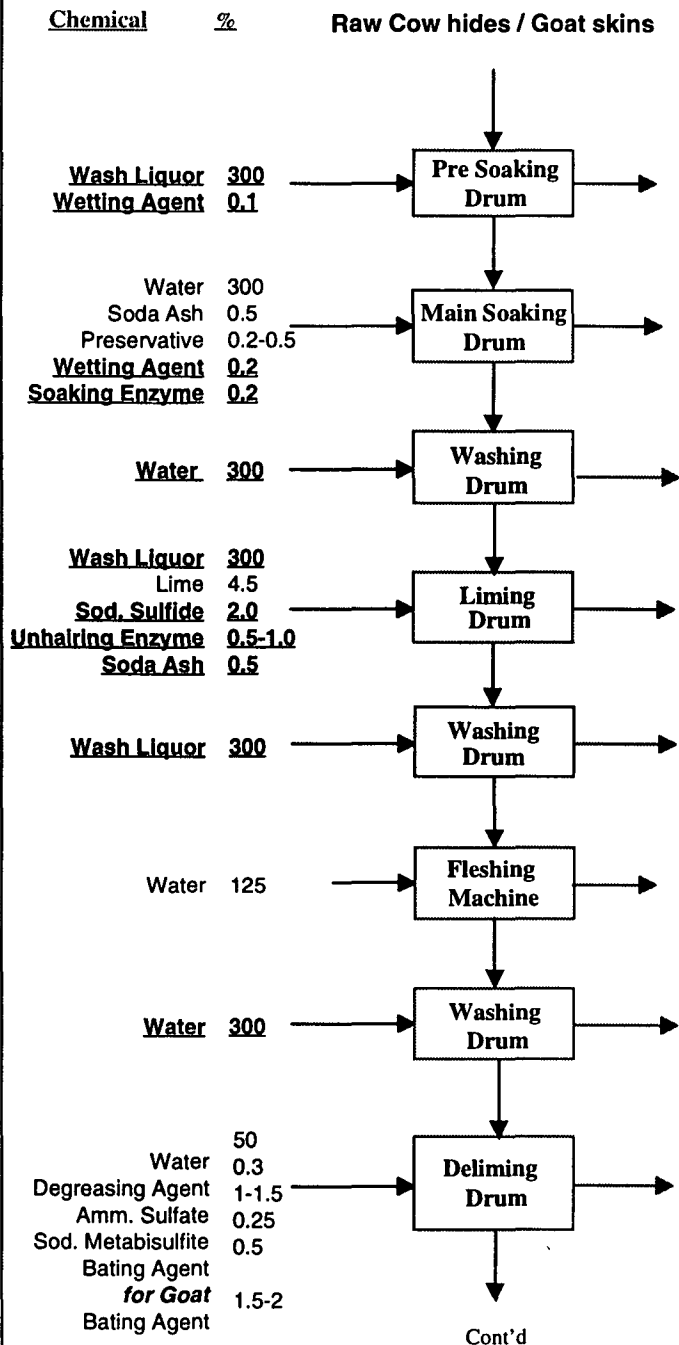 Chemical % Raw Cow hides / Goat skins
Wash Liquor 300
Wetting Agent 0.1
Pre Soaking
Drum
Water 300
Soda Ash 0.5
Preservative 0.2-0.5
Wetting Agent 0.2
Soaking Enzyme 0.2
Main Soaking
Drum
Water 300
Washing
Drum
Wash Liquor 300
Lime 4.5
Sod. Sulfide 2.0
Unhairing Enzyme 0.5-1.0
Soda Ash 0.5
Liming
Drum
Wash Liquor 300
Washing
Drum
Water 125
Fleshing
Machine
Water 300
Washing
Drum
50
Water 0.3
Degreasing Agent 1-1.5
Amm. Sulfate 0.25
Sod. Metabisulfite 0.5
Bating Agent
for Goat 1.5-2
Bating Agent
Deliming
Drum
Cont'd